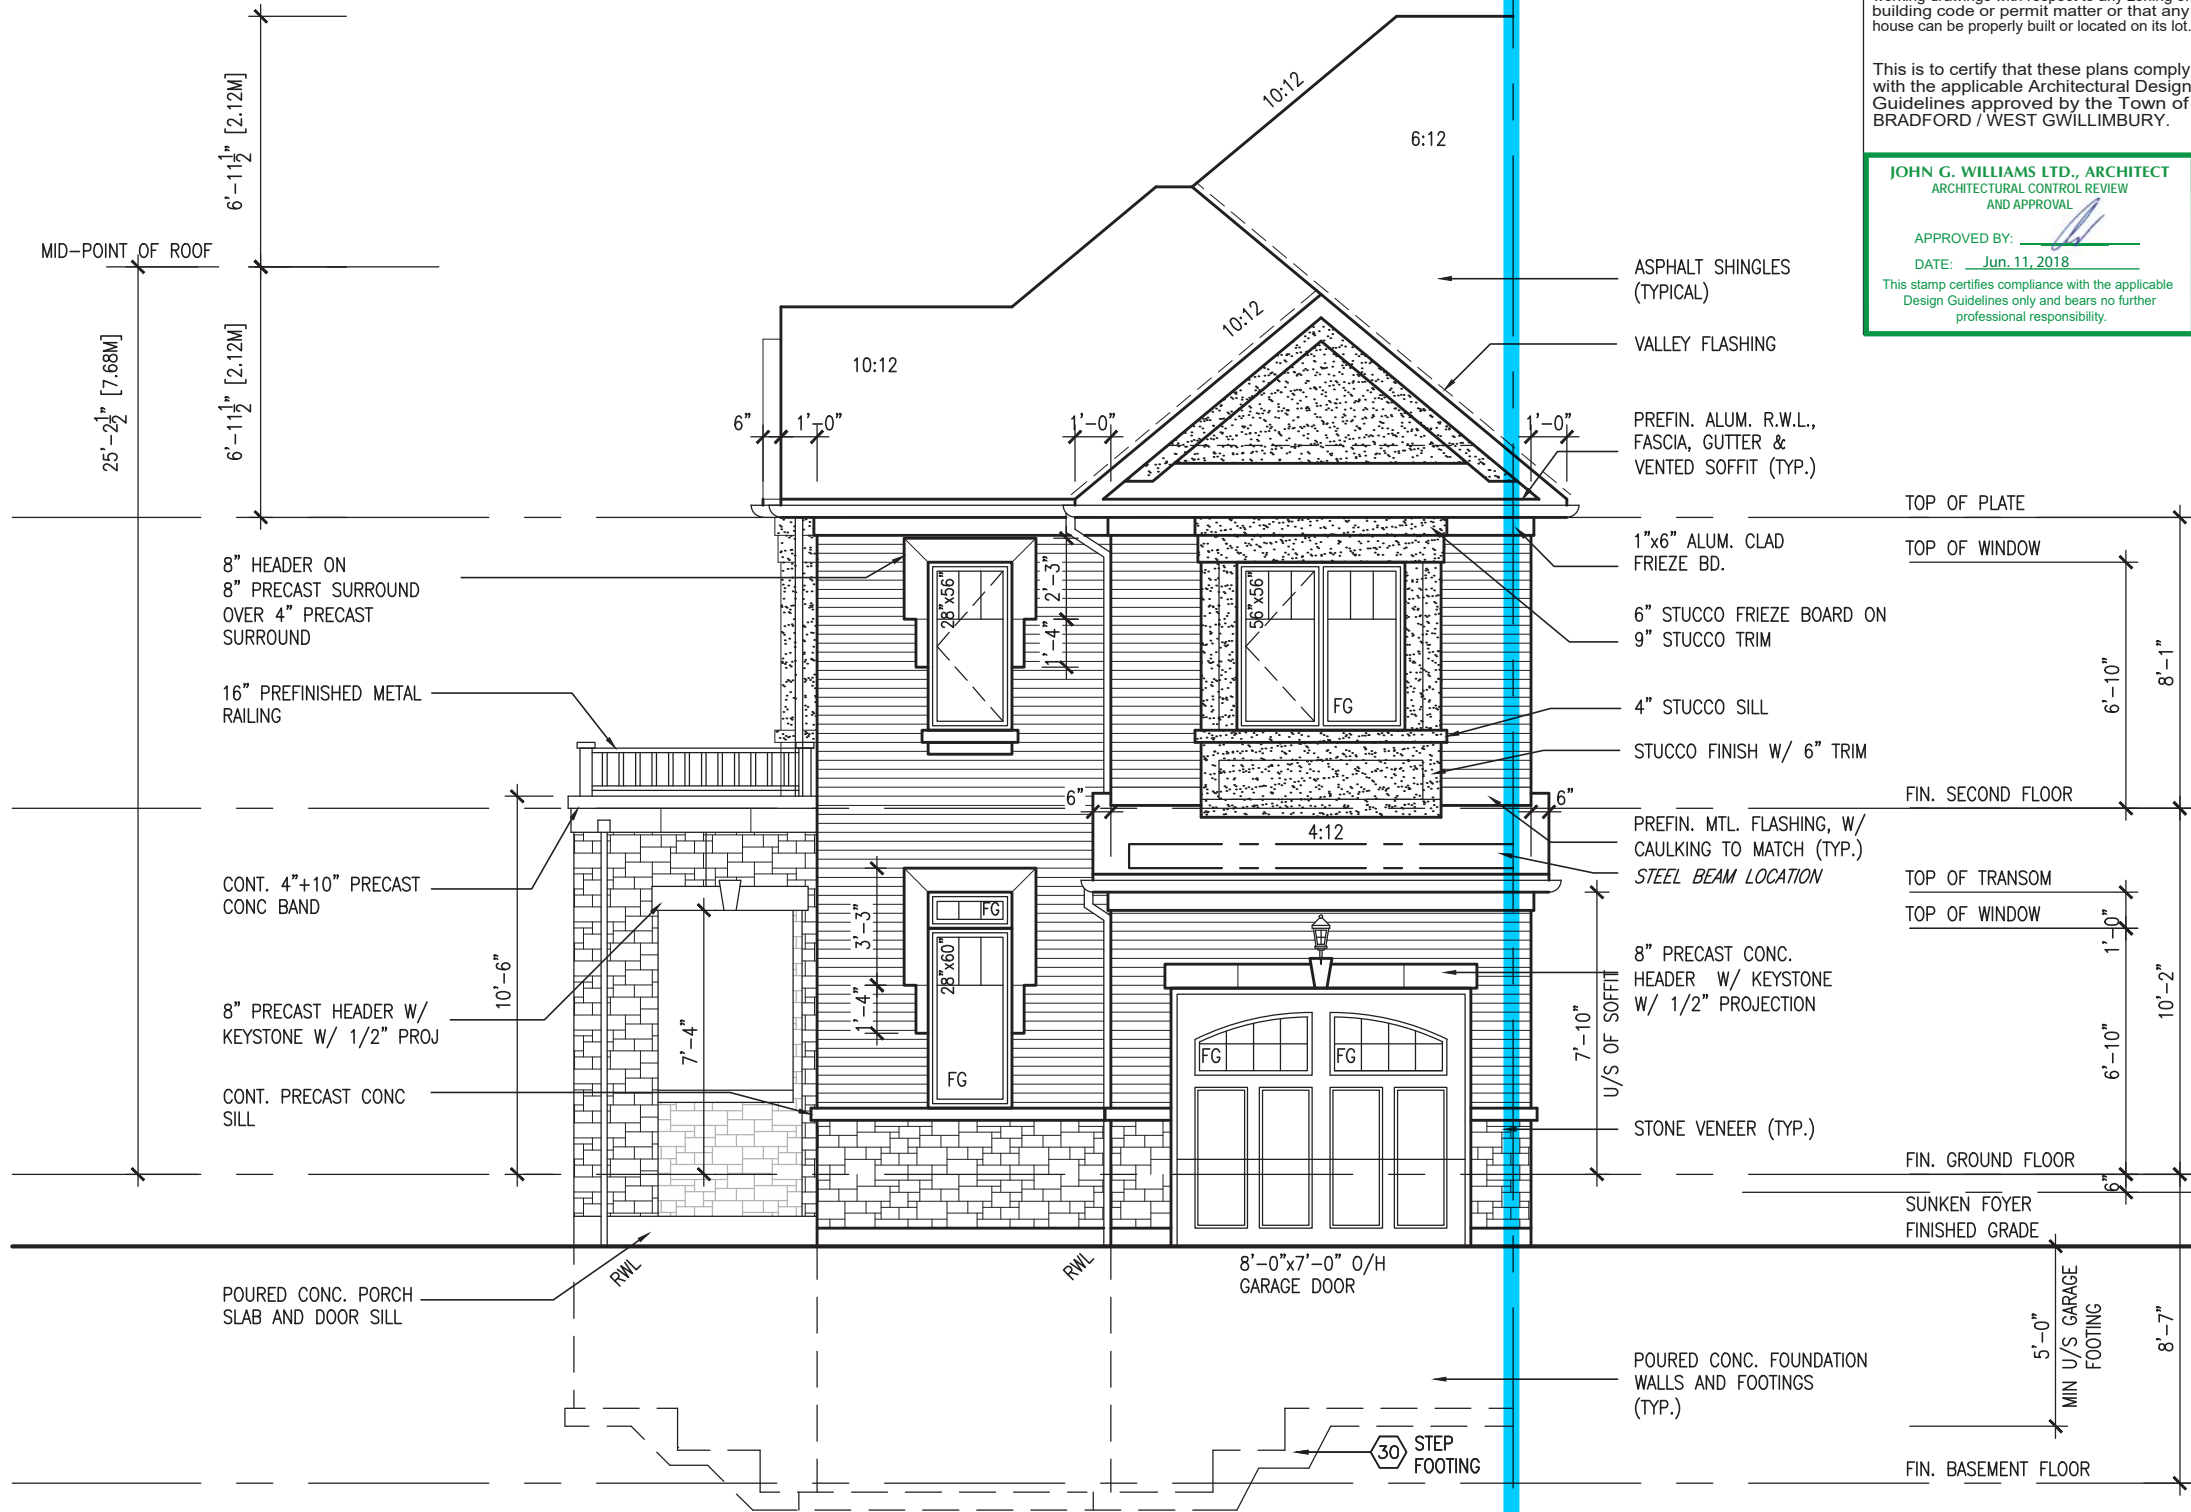 building code or permit matter or that any
house can be properly built or located on its lot.
This is to certify that these plans comply
with the applicable Architectural Design
Guidelines approved by the Town of
BRADFORD / WEST GWILLIMBURY.
JOHN G. WILLIAMS LTD., ARCHITECT
ARCHITECTURAL CONTROL REVIEW
AND APPROVAL
APPROVED BY:
DATE: Jun. 11, 2018
This stamp certifies compliance with the applicable
Design Guidelines only and bears no further
professional responsibility.
6'-11 1/2" [2.12M]
MID-POINT OF ROOF
25'-2 1/2" [7.68M]
6'-11 1/2" [2.12M]
10:12
6:12
10:12
10:12
6"
1'-0"
1'-0"
1'-0"
ASPHALT SHINGLES
(TYPICAL)
VALLEY FLASHING
PREFIN. ALUM. R.W.L.,
FASCIA, GUTTER &
VENTED SOFFIT (TYP.)
1"x6" ALUM. CLAD
FRIEZE BD.
6" STUCCO FRIEZE BOARD ON
9" STUCCO TRIM
4" STUCCO SILL
STUCCO FINISH W/ 6" TRIM
PREFIN. MTL. FLASHING, W/
CAULKING TO MATCH (TYP.)
STEEL BEAM LOCATION
8" PRECAST CONC.
HEADER W/ KEYSTONE
W/ 1/2" PROJECTION
STONE VENEER (TYP.)
POURED CONC. FOUNDATION
WALLS AND FOOTINGS
(TYP.)
8" HEADER ON
8" PRECAST SURROUND
OVER 4" PRECAST
SURROUND
16" PREFINISHED METAL
RAILING
CONT. 4"+10" PRECAST
CONC BAND
8" PRECAST HEADER W/
KEYSTONE W/ 1/2" PROJ
CONT. PRECAST CONC
SILL
POURED CONC. PORCH
SLAB AND DOOR SILL
28"x56"
2'-3"
1'-4"
56"x56"
FG
6"
6"
4:12
10'-6"
7'-4"
3'-3"
1'-4"
FG
28"x60"
FG
FG
FG
7'-10"
U/S OF SOFFIT
RWL
RWL
8'-0"x7'-0" O/H
GARAGE DOOR
30
STEP
FOOTING
TOP OF PLATE
TOP OF WINDOW
6'-10"
8'-1"
FIN. SECOND FLOOR
TOP OF TRANSOM
TOP OF WINDOW
1'-0"
10'-2"
6'-10"
FIN. GROUND FLOOR
6"
SUNKEN FOYER
FINISHED GRADE
5'-0"
MIN U/S GARAGE
FOOTING
8'-7"
FIN. BASEMENT FLOOR